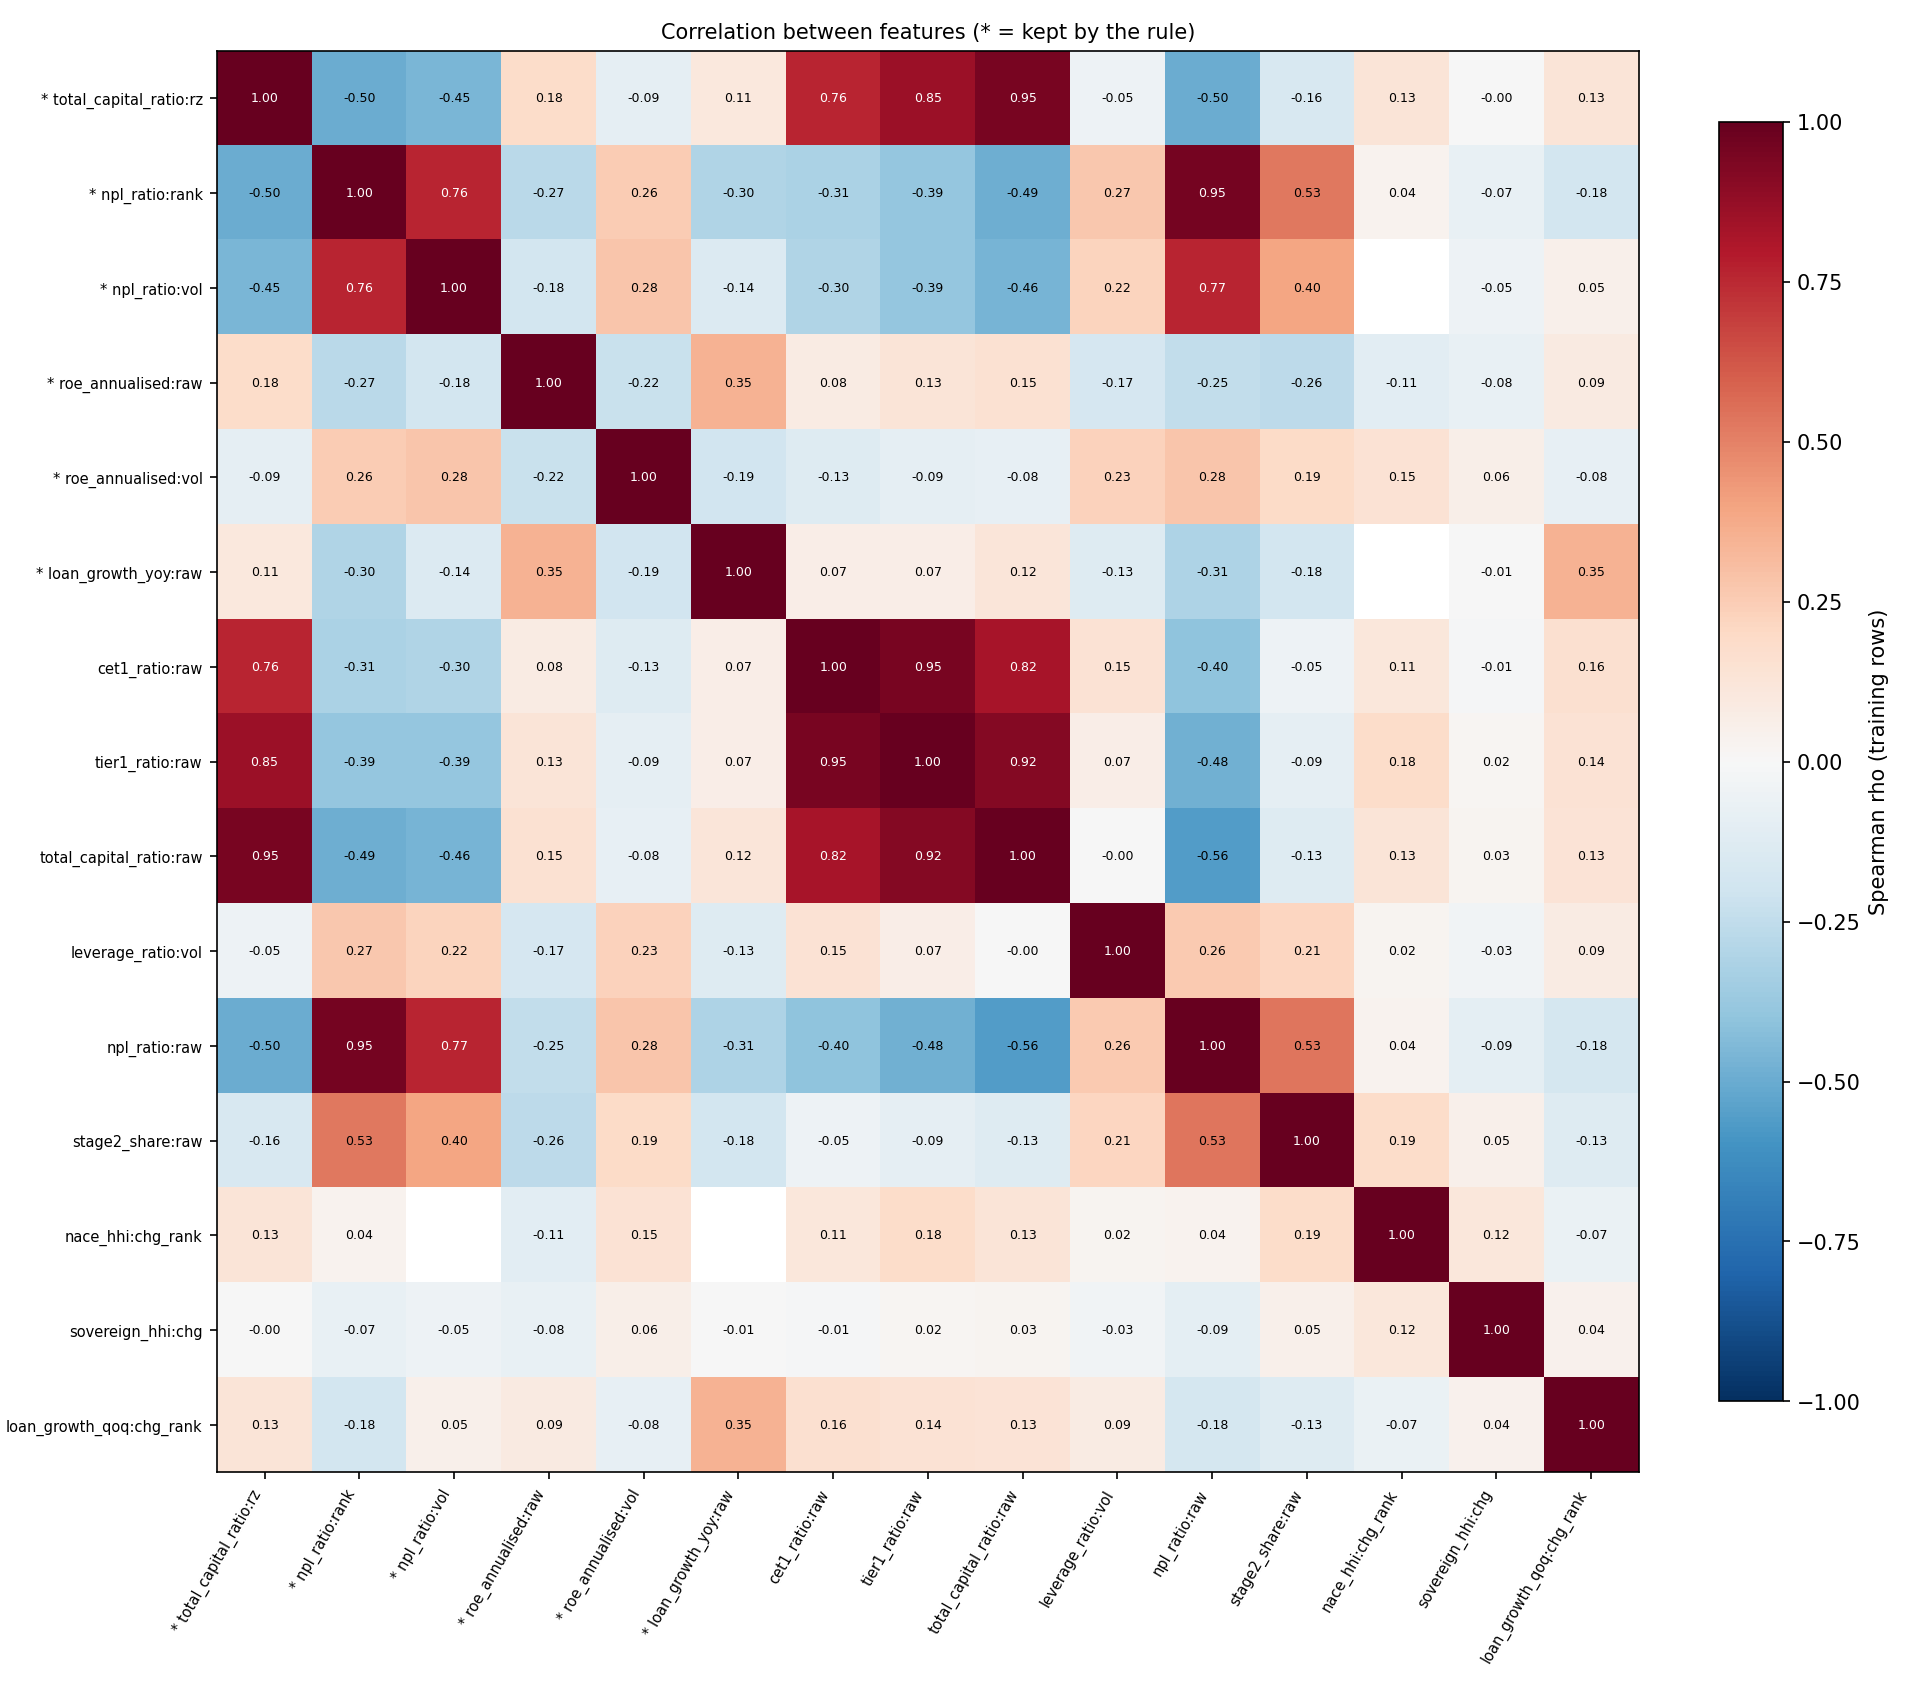 Correlation between features (* = kept by the rule)
* total_capital_ratio:rz 1.00 -0.50 -0.45 0.18 -0.09 0.11 0.76 0.85 0.95 -0.05 -0.50 -0.16 0.13 -0.00 0.13
* npl_ratio:rank -0.50 1.00 0.76 -0.27 0.26 -0.30 -0.31 -0.39 -0.49 0.27 0.95 0.53 0.04 -0.07 -0.18
* npl_ratio:vol -0.45 0.76 1.00 -0.18 0.28 -0.14 -0.30 -0.39 -0.46 0.22 0.77 0.40 -0.05 0.05
* roe_annualised:raw 0.18 -0.27 -0.18 1.00 -0.22 0.35 0.08 0.13 0.15 -0.17 -0.25 -0.26 -0.11 -0.08 0.09
* roe_annualised:vol -0.09 0.26 0.28 -0.22 1.00 -0.19 -0.13 -0.09 -0.08 0.23 0.28 0.19 0.15 0.06 -0.08
* loan_growth_yoy:raw 0.11 -0.30 -0.14 0.35 -0.19 1.00 0.07 0.07 0.12 -0.13 -0.31 -0.18 -0.01 0.35
cet1_ratio:raw 0.76 -0.31 -0.30 0.08 -0.13 0.07 1.00 0.95 0.82 0.15 -0.40 -0.05 0.11 -0.01 0.16
tier1_ratio:raw 0.85 -0.39 -0.39 0.13 -0.09 0.07 0.95 1.00 0.92 0.07 -0.48 -0.09 0.18 0.02 0.14
total_capital_ratio:raw 0.95 -0.49 -0.46 0.15 -0.08 0.12 0.82 0.92 1.00 -0.00 -0.56 -0.13 0.13 0.03 0.13
leverage_ratio:vol -0.05 0.27 0.22 -0.17 0.23 -0.13 0.15 0.07 -0.00 1.00 0.26 0.21 0.02 -0.03 0.09
npl_ratio:raw -0.50 0.95 0.77 -0.25 0.28 -0.31 -0.40 -0.48 -0.56 0.26 1.00 0.53 0.04 -0.09 -0.18
stage2_share:raw -0.16 0.53 0.40 -0.26 0.19 -0.18 -0.05 -0.09 -0.13 0.21 0.53 1.00 0.19 0.05 -0.13
nace_hhi:chg_rank 0.13 0.04 -0.11 0.15 0.11 0.18 0.13 0.02 0.04 0.19 1.00 0.12 -0.07
sovereign_hhi:chg -0.00 -0.07 -0.05 -0.08 0.06 -0.01 -0.01 0.02 0.03 -0.03 -0.09 0.05 0.12 1.00 0.04
loan_growth_qoq:chg_rank 0.13 -0.18 0.05 0.09 -0.08 0.35 0.16 0.14 0.13 0.09 -0.18 -0.13 -0.07 0.04 1.00
* total_capital_ratio:rz
* npl_ratio:rank
* npl_ratio:vol
* roe_annualised:raw
* roe_annualised:vol
* loan_growth_yoy:raw
cet1_ratio:raw
tier1_ratio:raw
total_capital_ratio:raw
leverage_ratio:vol
npl_ratio:raw
stage2_share:raw
nace_hhi:chg_rank
sovereign_hhi:chg
loan_growth_qoq:chg_rank
1.00
0.75
0.50
0.25
0.00
−0.25
−0.50
−0.75
−1.00
Spearman rho (training rows)